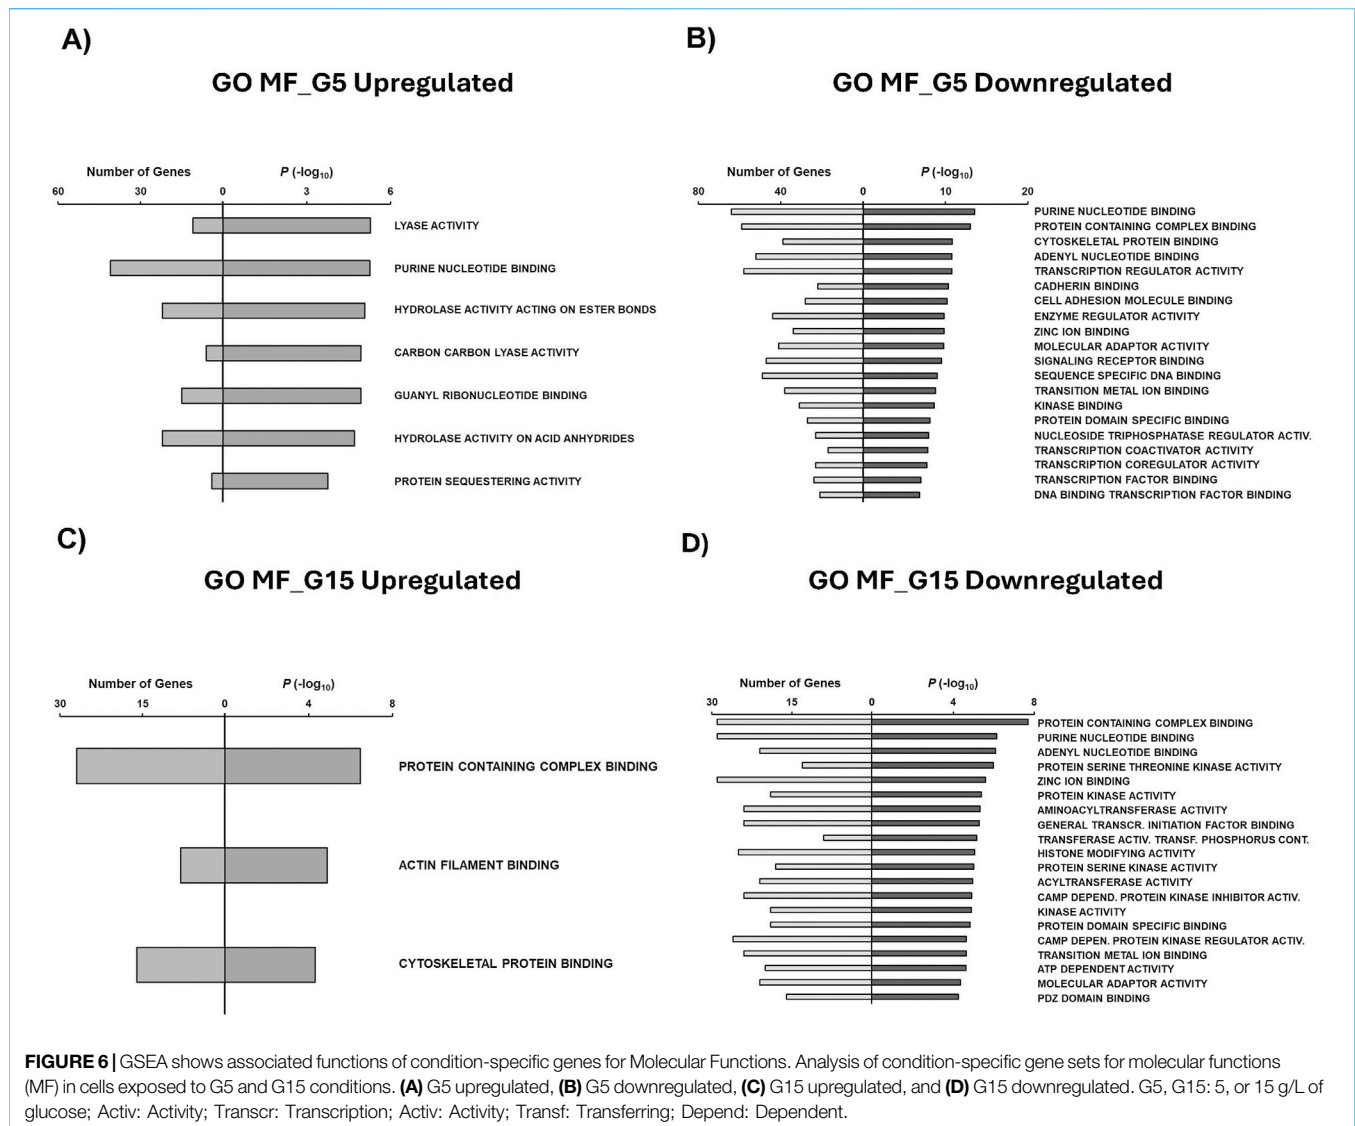 A)
GO MF_G5 Upregulated
Number of Genes P (-log10)
60 30 0 3 6
LYASE ACTIVITY
PURINE NUCLEOTIDE BINDING
HYDROLASE ACTIVITY ACTING ON ESTER BONDS
CARBON CARBON LYASE ACTIVITY
GUANYL RIBONUCLEOTIDE BINDING
HYDROLASE ACTIVITY ON ACID ANHYDRIDES
PROTEIN SEQUESTERING ACTIVITY
B)
GO MF_G5 Downregulated
Number of Genes P (-log10)
80 40 0 10 20
PURINE NUCLEOTIDE BINDING
PROTEIN CONTAINING COMPLEX BINDING
CYTOSKELETAL PROTEIN BINDING
ADENYL NUCLEOTIDE BINDING
TRANSCRIPTION REGULATOR ACTIVITY
CADHERIN BINDING
CELL ADHESION MOLECULE BINDING
ENZYME REGULATOR ACTIVITY
ZINC ION BINDING
MOLECULAR ADAPTOR ACTIVITY
SIGNALING RECEPTOR BINDING
SEQUENCE SPECIFIC DNA BINDING
TRANSITION METAL ION BINDING
KINASE BINDING
PROTEIN DOMAIN SPECIFIC BINDING
NUCLEOSIDE TRIPHOSPHATASE REGULATOR ACTIV.
TRANSCRIPTION COACTIVATOR ACTIVITY
TRANSCRIPTION COREGULATOR ACTIVITY
TRANSCRIPTION FACTOR BINDING
DNA BINDING TRANSCRIPTION FACTOR BINDING
C)
GO MF_G15 Upregulated
Number of Genes P (-log10)
30 15 0 4 8
PROTEIN CONTAINING COMPLEX BINDING
ACTIN FILAMENT BINDING
CYTOSKELETAL PROTEIN BINDING
D)
GO MF_G15 Downregulated
Number of Genes P (-log10)
30 15 0 4 8
PROTEIN CONTAINING COMPLEX BINDING
PURINE NUCLEOTIDE BINDING
ADENYL NUCLEOTIDE BINDING
PROTEIN SERINE THREONINE KINASE ACTIVITY
ZINC ION BINDING
PROTEIN KINASE ACTIVITY
AMINOACYLTRANSFERASE ACTIVITY
GENERAL TRANSCR. INITIATION FACTOR BINDING
TRANSFERASE ACTIV. TRANSF. PHOSPHORUS CONT.
HISTONE MODIFYING ACTIVITY
PROTEIN SERINE KINASE ACTIVITY
ACYLTRANSFERASE ACTIVITY
CAMP DEPEND. PROTEIN KINASE INHIBITOR ACTIV.
KINASE ACTIVITY
PROTEIN DOMAIN SPECIFIC BINDING
CAMP DEPEN. PROTEIN KINASE REGULATOR ACTIV.
TRANSITION METAL ION BINDING
ATP DEPENDENT ACTIVITY
MOLECULAR ADAPTOR ACTIVITY
PDZ DOMAIN BINDING
FIGURE 6 | GSEA shows associated functions of condition-specific genes for Molecular Functions. Analysis of condition-specific gene sets for molecular functions
(MF) in cells exposed to G5 and G15 conditions. (A) G5 upregulated, (B) G5 downregulated, (C) G15 upregulated, and (D) G15 downregulated. G5, G15: 5, or 15 g/L of
glucose; Activ: Activity; Transcr: Transcription; Activ: Activity; Transf: Transferring; Depend: Dependent.